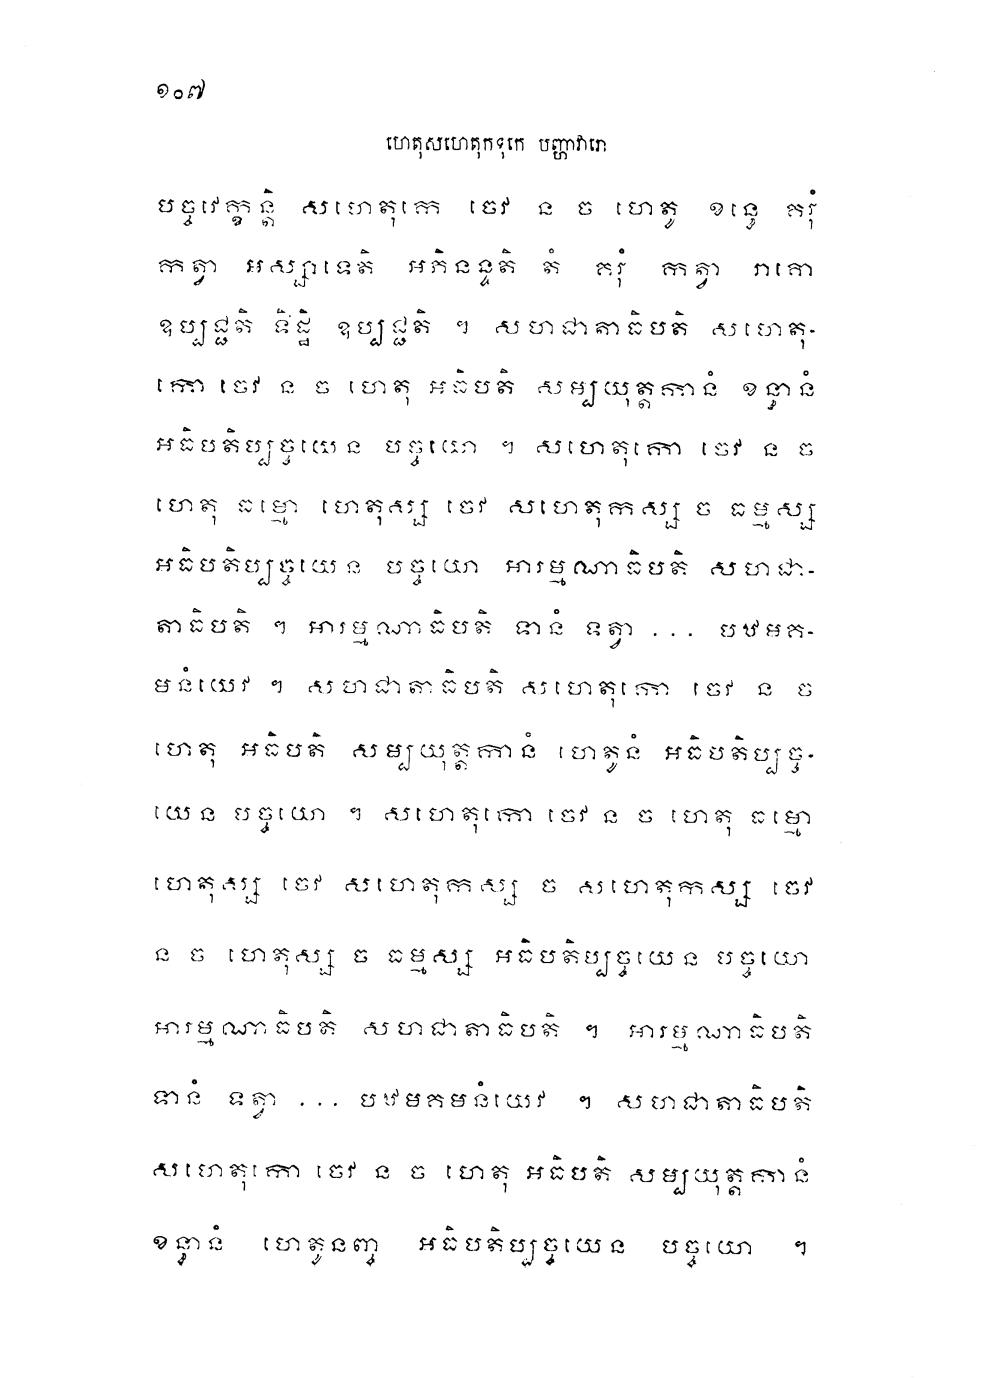 ១០៧
ហេតុសហេតុកទុកេ បញ្ហាវារោ
បច្ចវេក្ខន្តិ សហេតុកេ ចេវ ន ច ហេតូ ខន្ធេ គរុំ
កត្វា អស្សាទេតិ អភិនន្ទតិ តំ គរុំ កត្វា រាគោ
ឧប្បជ្ជតិ ទិដ្ឋិ ឧប្បជ្ជតិ ។ សហជាតាធិបតិ សហេតុ-
កោ ចេវ ន ច ហេតុ អធិបតិ សម្បយុត្តកានំ ខន្ធានំ
អធិបតិប្បច្ចយេន បច្ចយោ ។ សហេតុកោ ចេវ ន ច
ហេតុ ធម្មោ ហេតុស្ស ចេវ សហេតុកស្ស ច ធម្មស្ស
អធិបតិប្បច្ចយេន បច្ចយោ អារម្មណាធិបតិ សហជា-
តាធិបតិ ។ អារម្មណាធិបតិ ទានំ ទត្វា ... បឋមគ-
មនំយេវ ។ សហជាតាធិបតិ សហេតុកោ ចេវ ន ច
ហេតុ អធិបតិ សម្បយុត្តកានំ ហេតូនំ អធិបតិប្បច្ច-
យេន បច្ចយោ ។ សហេតុកោ ចេវ ន ច ហេតុ ធម្មោ
ហេតុស្ស ចេវ សហេតុកស្ស ច សហេតុកស្ស ចេវ
ន ច ហេតុស្ស ច ធម្មស្ស អធិបតិប្បច្ចយេន បច្ចយោ
អារម្មណាធិបតិ សហជាតាធិបតិ ។ អារម្មណាធិបតិ
ទានំ ទត្វា ... បឋមគមនំយេវ ។ សហជាតាធិបតិ
សហេតុកោ ចេវ ន ច ហេតុ អធិបតិ សម្បយុត្តកានំ
ខន្ធានំ ហេតូនញ្ច អធិបតិប្បច្ចយេន បច្ចយោ ។